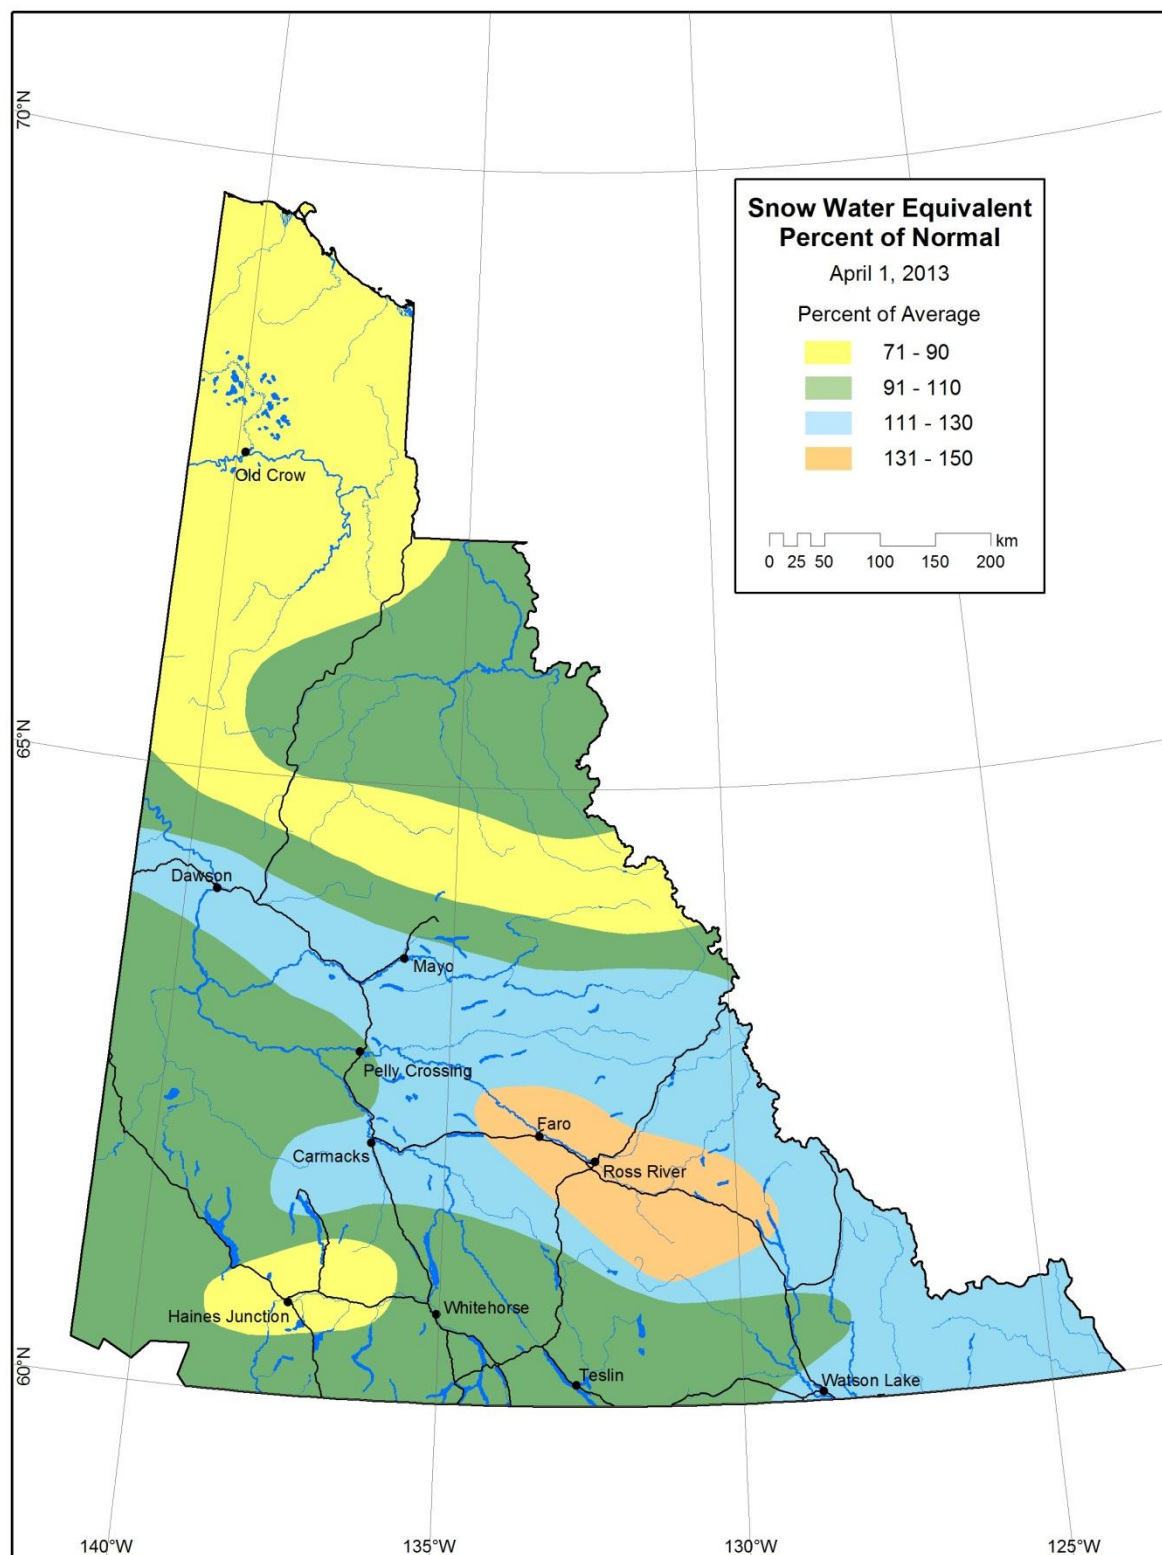 70°N
Snow Water Equivalent
Percent of Normal
April 1, 2013
Percent of Average
71 - 90
91 - 110
111 - 130
131 - 150
km
0 25 50 100 150 200
Old Crow
65°N
Dawson
Mayo
Pelly Crossing
Faro
Carmacks
Ross River
Haines Junction
Whitehorse
60°N
Teslin
Watson Lake
140°W 135°W 130°W 125°W